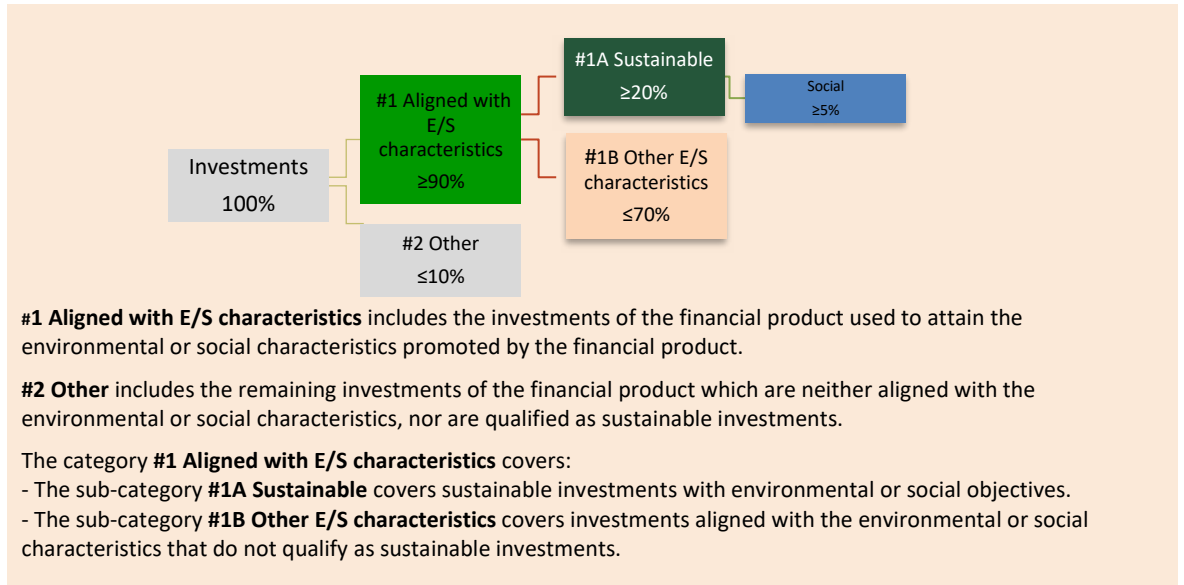 #1A Sustainable
≥20%
Social
≥5%
#1 Aligned with
E/S
characteristics
≥90%
#1B Other E/S
characteristics
≤70%
Investments
100%
#2 Other
≤10%
#1 Aligned with E/S characteristics includes the investments of the financial product used to attain the
environmental or social characteristics promoted by the financial product.
#2 Other includes the remaining investments of the financial product which are neither aligned with the
environmental or social characteristics, nor are qualified as sustainable investments.
The category #1 Aligned with E/S characteristics covers:
- The sub-category #1A Sustainable covers sustainable investments with environmental or social objectives.
- The sub-category #1B Other E/S characteristics covers investments aligned with the environmental or social
characteristics that do not qualify as sustainable investments.